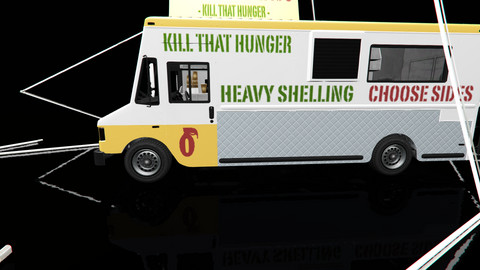 · KILL THAT HUNGER ·
KILL THAT HUNGER
HEAVY SHELLING
CHOOSE SIDES